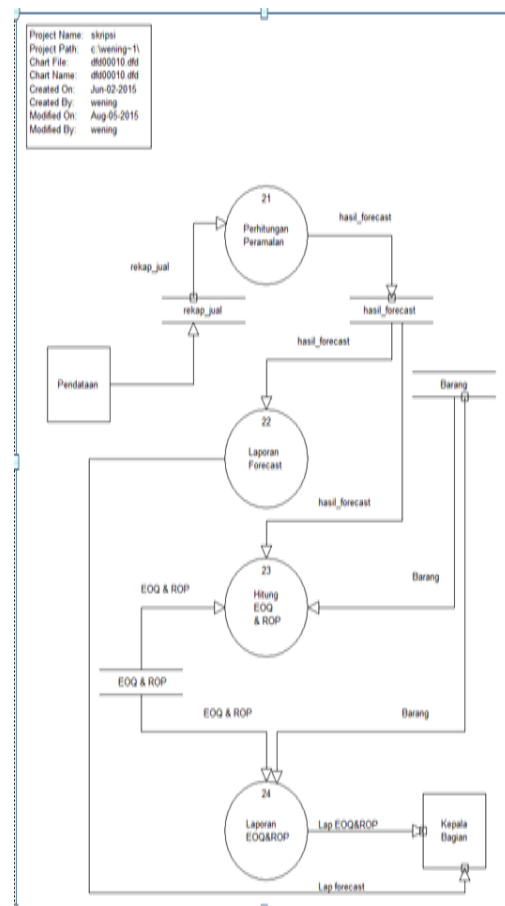 Project Name: skripsi
Project Path: c:\wening~1\
Chart File: dfd00010.dfd
Chart Name: dfd00010.dfd
Created On: Jun-02-2015
Created By: wening
Modified On: Aug-05-2015
Modified By: wening
21
Perhitungan
Peramalan
hasil_forecast
rekap_jual
rekap_jual
hasil_forecast
hasil_forecast
Pendataan
Barang
22
Laporan
Forecast
hasil_forecast
23
Hitung
EOQ
& ROP
Barang
EOQ & ROP
EOQ & ROP
EOQ & ROP
Barang
24
Laporan
EOQ&ROP
Lap EOQ&ROP
Kepala
Bagian
Lap forecast